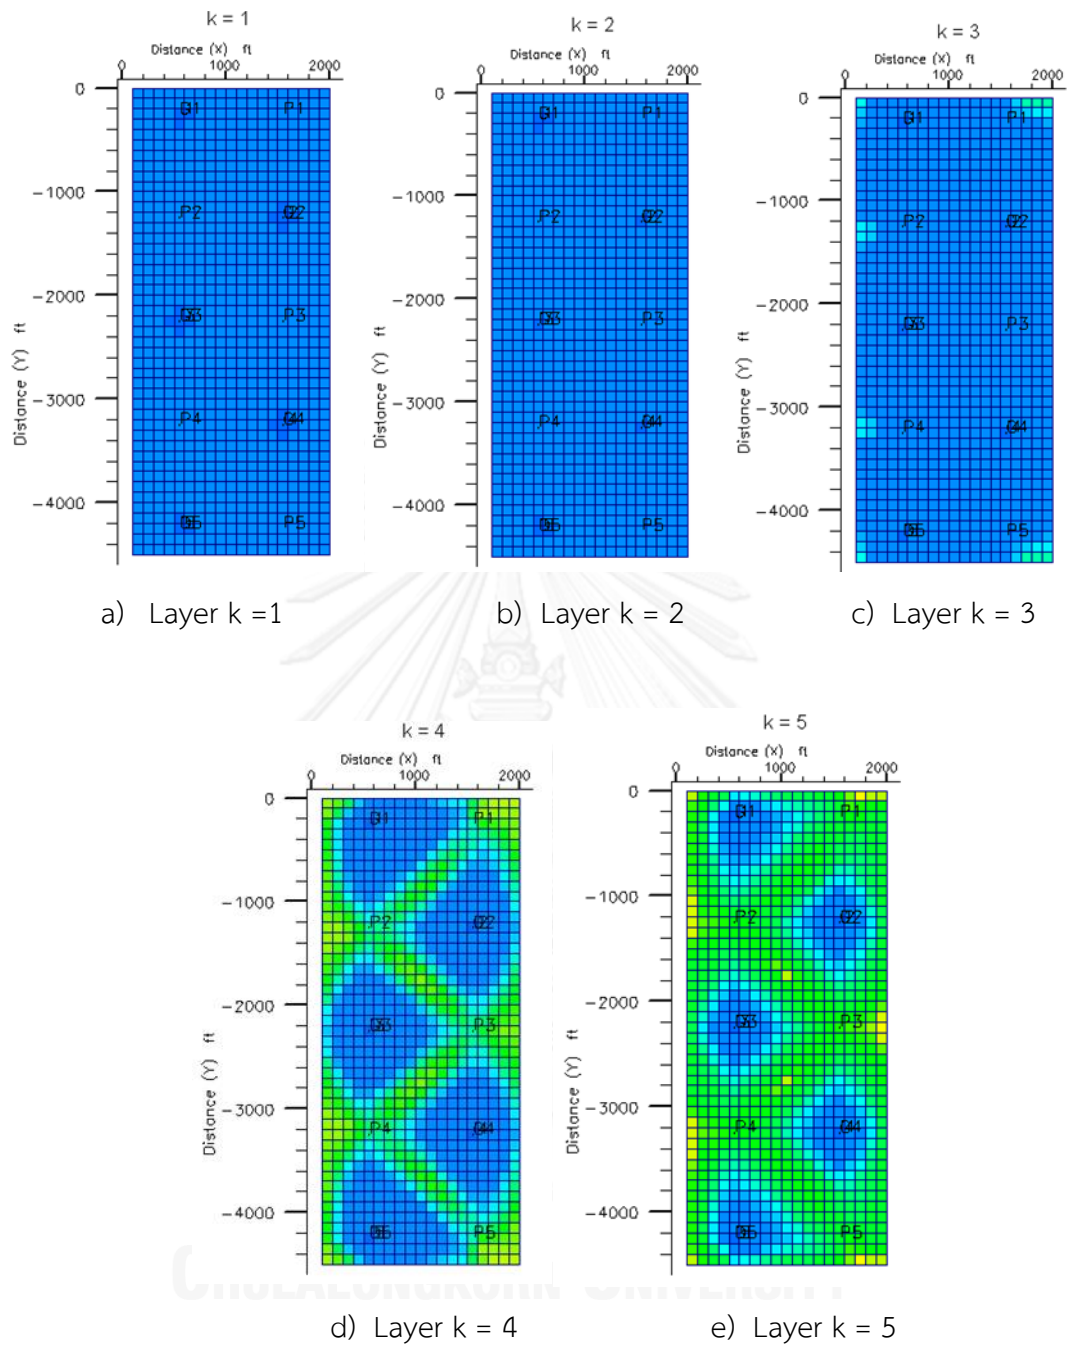 k = 1
k = 2
k = 3
Distance (X) ft
Distance (X) ft
Distance (X) ft
0 1000 2000
0 1000 2000
0 1000 2000
0
-1000
-2000
-3000
-4000
Distance (Y) ft
P1
P2
P3
P4
P5
0
-1000
-2000
-3000
-4000
Distance (Y) ft
P1
P2
P3
P4
P5
0
-1000
-2000
-3000
-4000
Distance (Y) ft
P1
P2
P3
P4
P5
a) Layer k =1
b) Layer k = 2
c) Layer k = 3
k = 4
k = 5
Distance (X) ft
Distance (X) ft
0 1000 2000
0 1000 2000
0
-1000
-2000
-3000
-4000
Distance (Y) ft
P1
P2
P3
P4
P5
0
-1000
-2000
-3000
-4000
Distance (Y) ft
P1
P2
P3
P4
P5
CHULALONGKORN UNIVERSITY
d) Layer k = 4
e) Layer k = 5